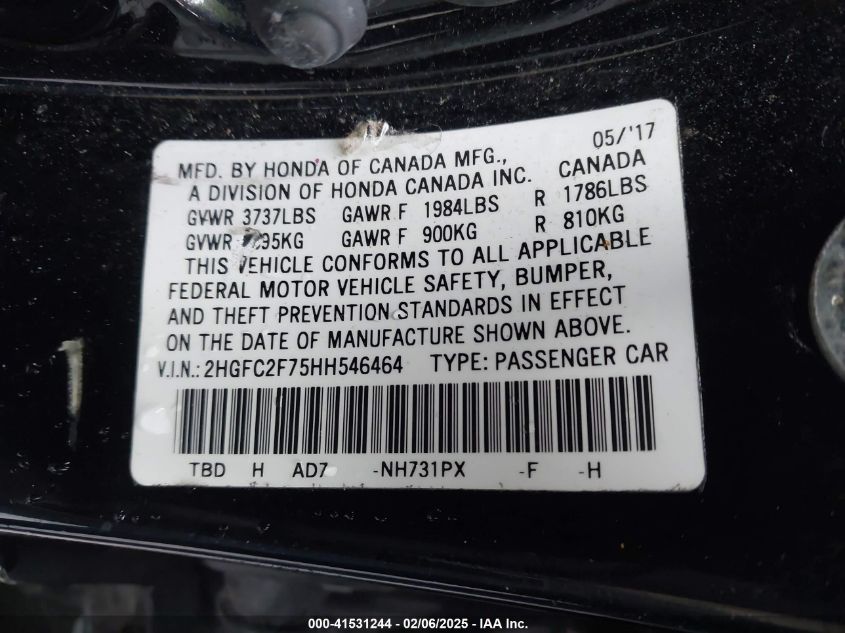 05/'17
MFD. BY HONDA OF CANADA MFG.,
A DIVISION OF HONDA CANADA INC. CANADA
GVWR 3737LBS GAWR F 1984LBS R 1786LBS
GVWR GAWR F 900KG R 810KG
THIS VEHICLE CONFORMS TO ALL APPLICABLE
FEDERAL MOTOR VEHICLE SAFETY, BUMPER,
AND THEFT PREVENTION STANDARDS IN EFFECT
ON THE DATE OF MANUFACTURE SHOWN ABOVE.
V.I.N.: 2HGFC2F75HH546464 TYPE: PASSENGER CAR
TBD H AD7 -NH731PX -F -H
000-41531244 - 02/06/2025 - IAA Inc.